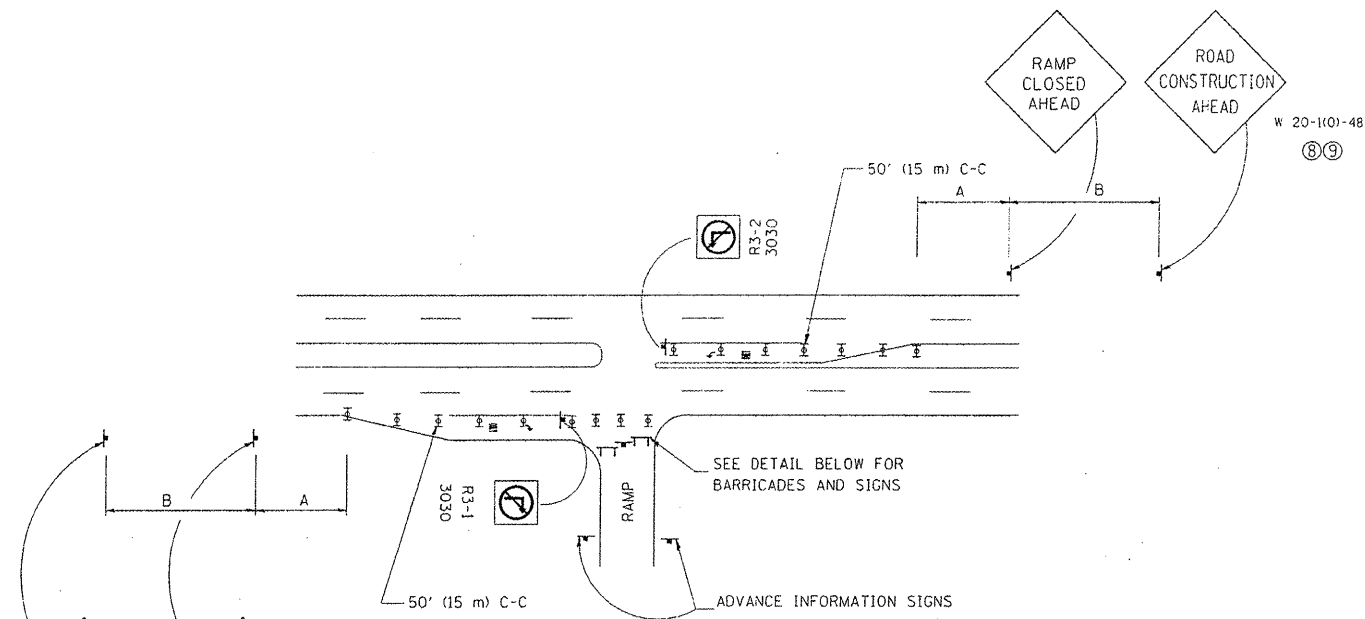 RAMP
CLOSED
AHEAD
ROAD
CONSTRUCTION
AHEAD
W 20-1(0)-48
⑧⑨
50' (15 m) C-C
A
B
R3-2
3030
SEE DETAIL BELOW FOR
BARRICADES AND SIGNS
B
A
R3-1
3030
RAMP
50' (15 m) C-C
ADVANCE INFORMATION SIGNS